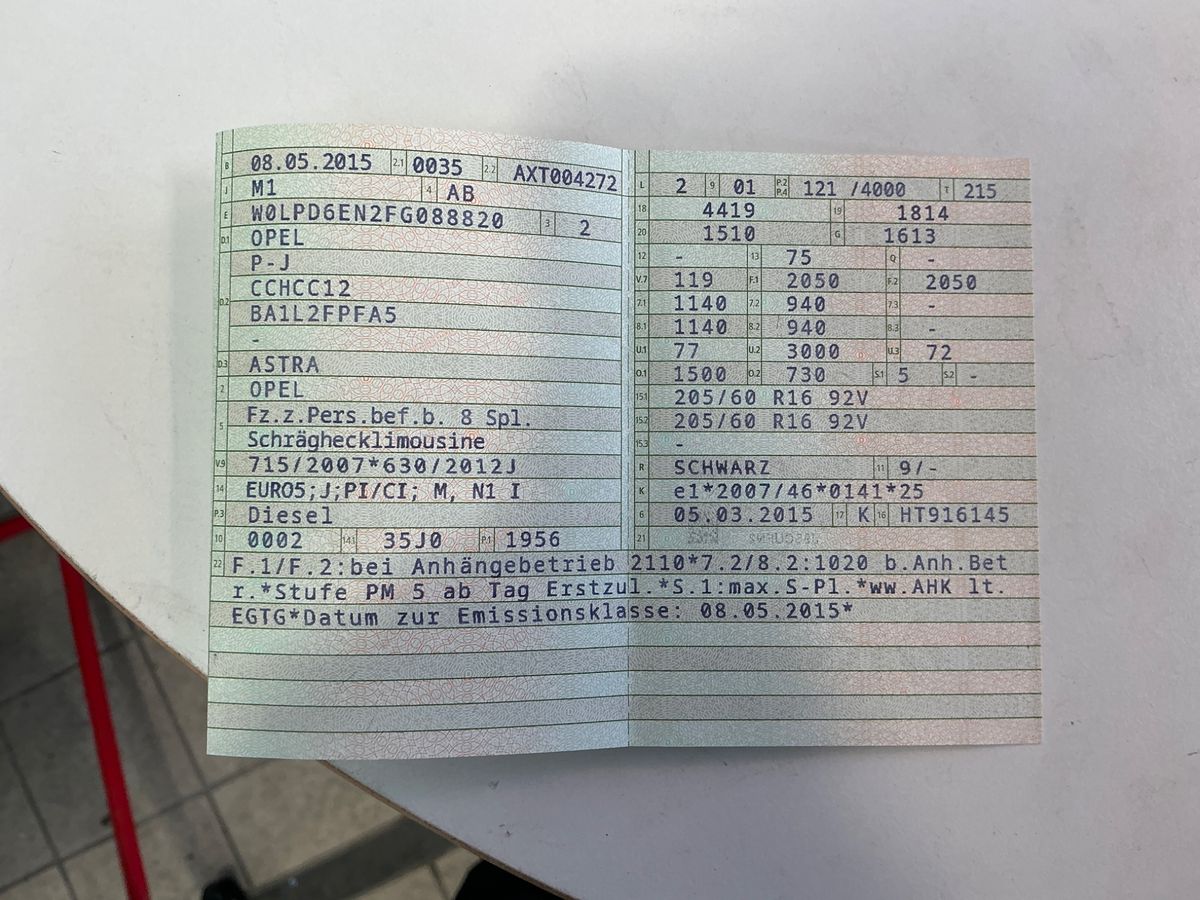 B 08.05.2015 2.1 0035 2.2 AXT004272
J M1 4 AB
E W0LPD6EN2FG088820 3 2
D.1 OPEL
P-J
D.2 CCHCC12
BA1L2FPFA5
-
D.3 ASTRA
2 OPEL
5 Fz.z.Pers.bef.b. 8 Spl.
Schräghecklimousine
V.9 715/2007*630/2012J
14 EURO5;J;PI/CI; M, N1 I
P.3 Diesel
10 0002 14.1 35J0 P.1 1956
L 2 9 01 P.2 P.4 121 /4000 T 215
18 4419 19 1814
20 1510 G 1613
12 - 13 75 Q -
V.7 119 F.1 2050 F.2 2050
7.1 1140 7.2 940 7.3 -
8.1 1140 8.2 940 8.3 -
U.1 77 U.2 3000 U.3 72
O.1 1500 O.2 730 S.1 5 S.2 -
15.1 205/60 R16 92V
15.2 205/60 R16 92V
15.3 -
R SCHWARZ 11 9/-
K e1*2007/46*0141*25
6 05.03.2015 17 K 16 HT916145
21
22 F.1/F.2:bei Anhängebetrieb 2110*7.2/8.2:1020 b.Anh.Bet
r.*Stufe PM 5 ab Tag Erstzul.*S.1:max.S-Pl.*ww.AHK lt.
EGTG*Datum zur Emissionsklasse: 08.05.2015*